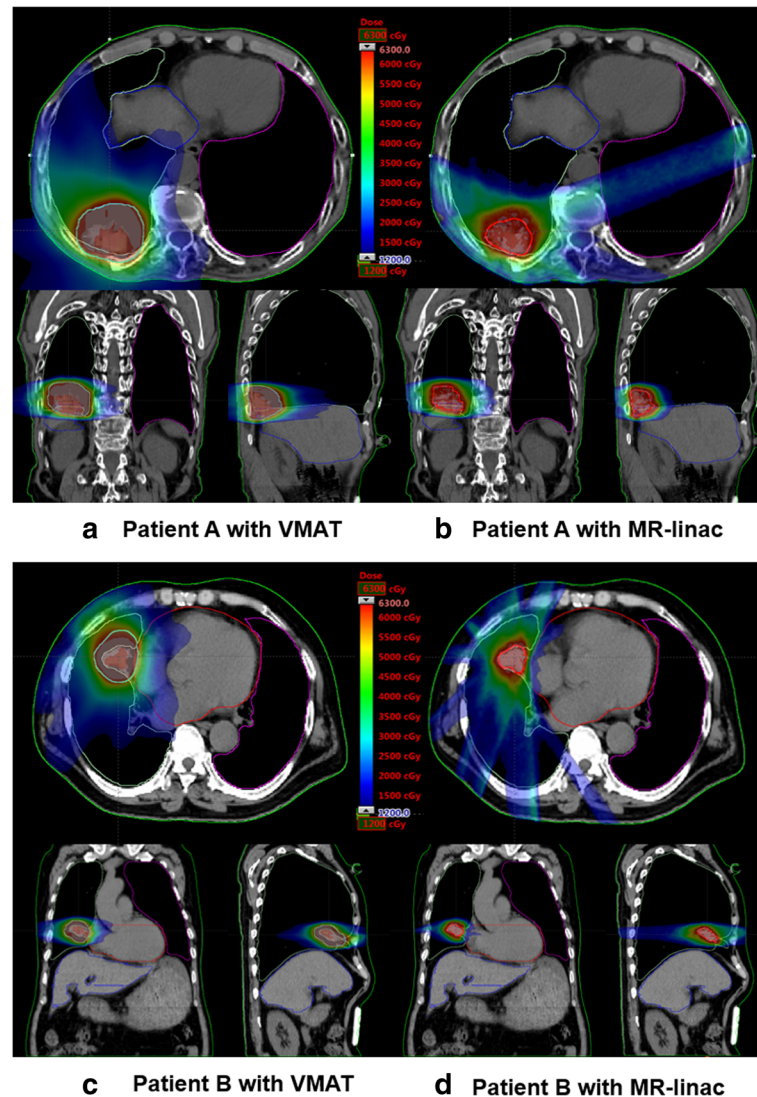 Dose
6300 cGy
6300.0
6000 cGy
5500 cGy
5000 cGy
4500 cGy
4000 cGy
3500 cGy
3000 cGy
2500 cGy
2000 cGy
1500 cGy
1200.0
1200 cGy
a Patient A with VMAT
b Patient A with MR-linac
Dose
6300 cGy
6300.0
6000 cGy
5500 cGy
5000 cGy
4500 cGy
4000 cGy
3500 cGy
3000 cGy
2500 cGy
2000 cGy
1500 cGy
1200.0
1200 cGy
c Patient B with VMAT
d Patient B with MR-linac